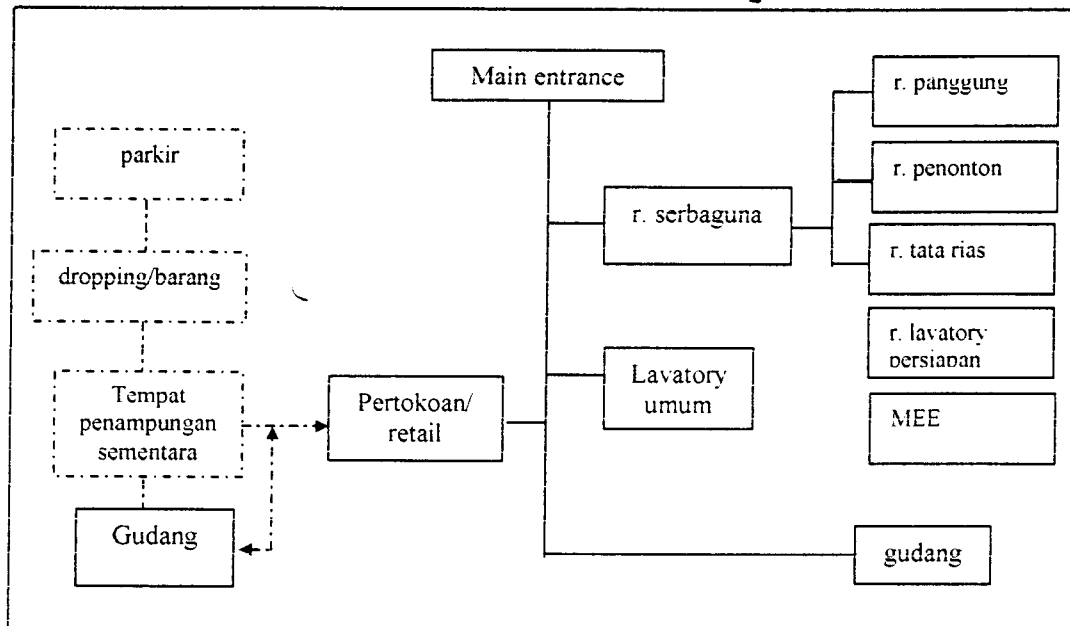 Main entrance
r. panggung
parkir
r. penonton
r. serbaguna
dropping/barang
r. tata rias
r. lavatory
persiapan
Lavatory
umum
Tempat
penampungan
sementara
Pertokoan/
retail
MEE
Gudang
gudang